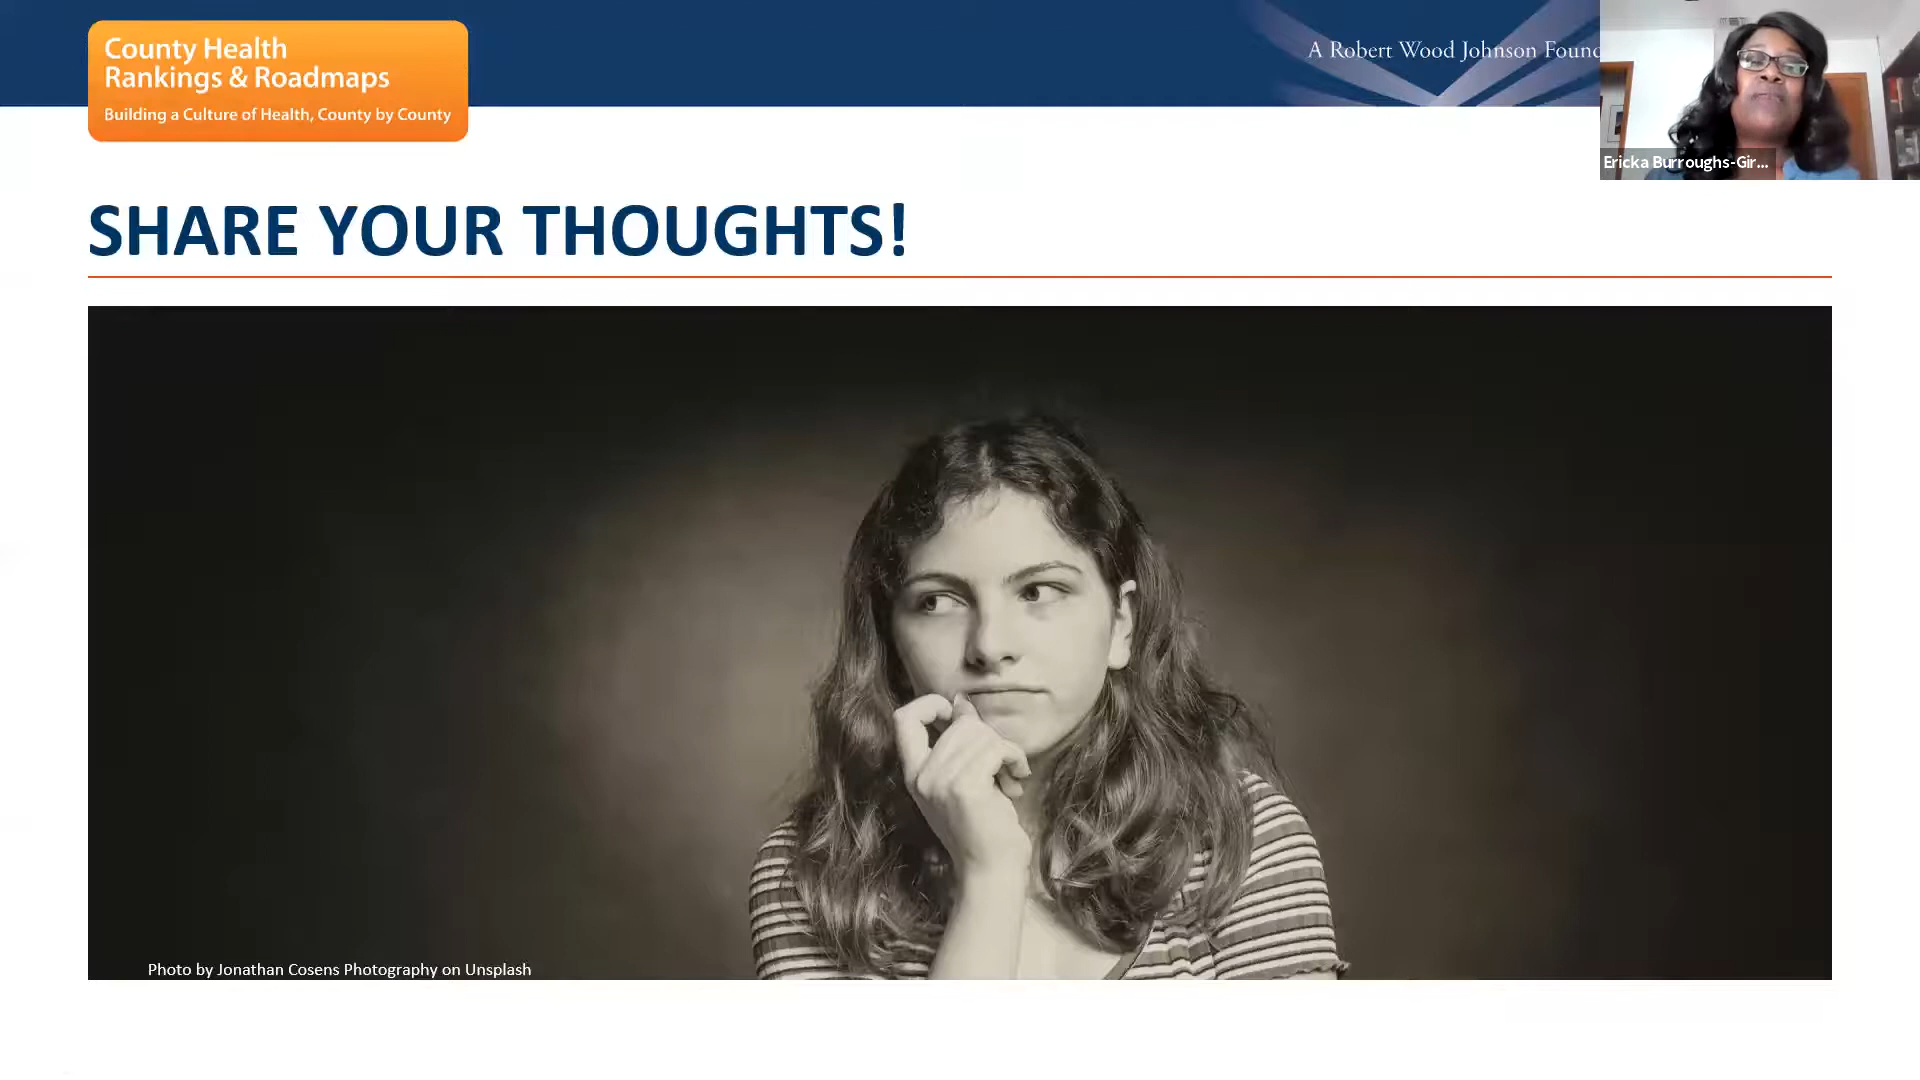 County Health
Rankings & Roadmaps
Building a Culture of Health, County by County
A Robert Wood Johnson Foun
Ericka Burroughs-Gir...
SHARE YOUR THOUGHTS!
Photo by Jonathan Cosens Photography on Unsplash